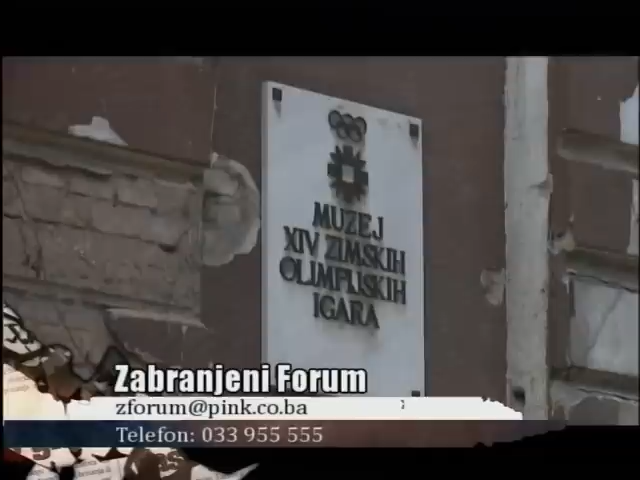 MUZEJ
XIV ZIMSKIH
OLIMPIJSKIH
IGARA
Zabranjeni Forum
zforum@pink.co.ba
Telefon: 033 955 555